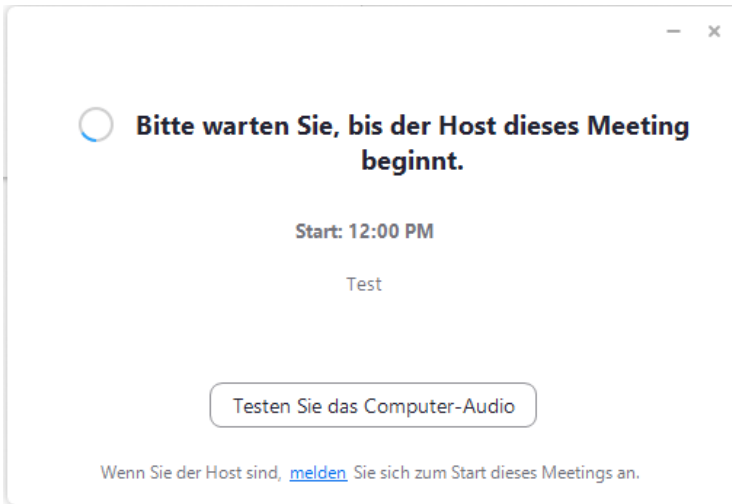 Bitte warten Sie, bis der Host dieses Meeting
beginnt.
Start: 12:00 PM
Test
Testen Sie das Computer-Audio
Wenn Sie der Host sind, melden Sie sich zum Start dieses Meetings an.